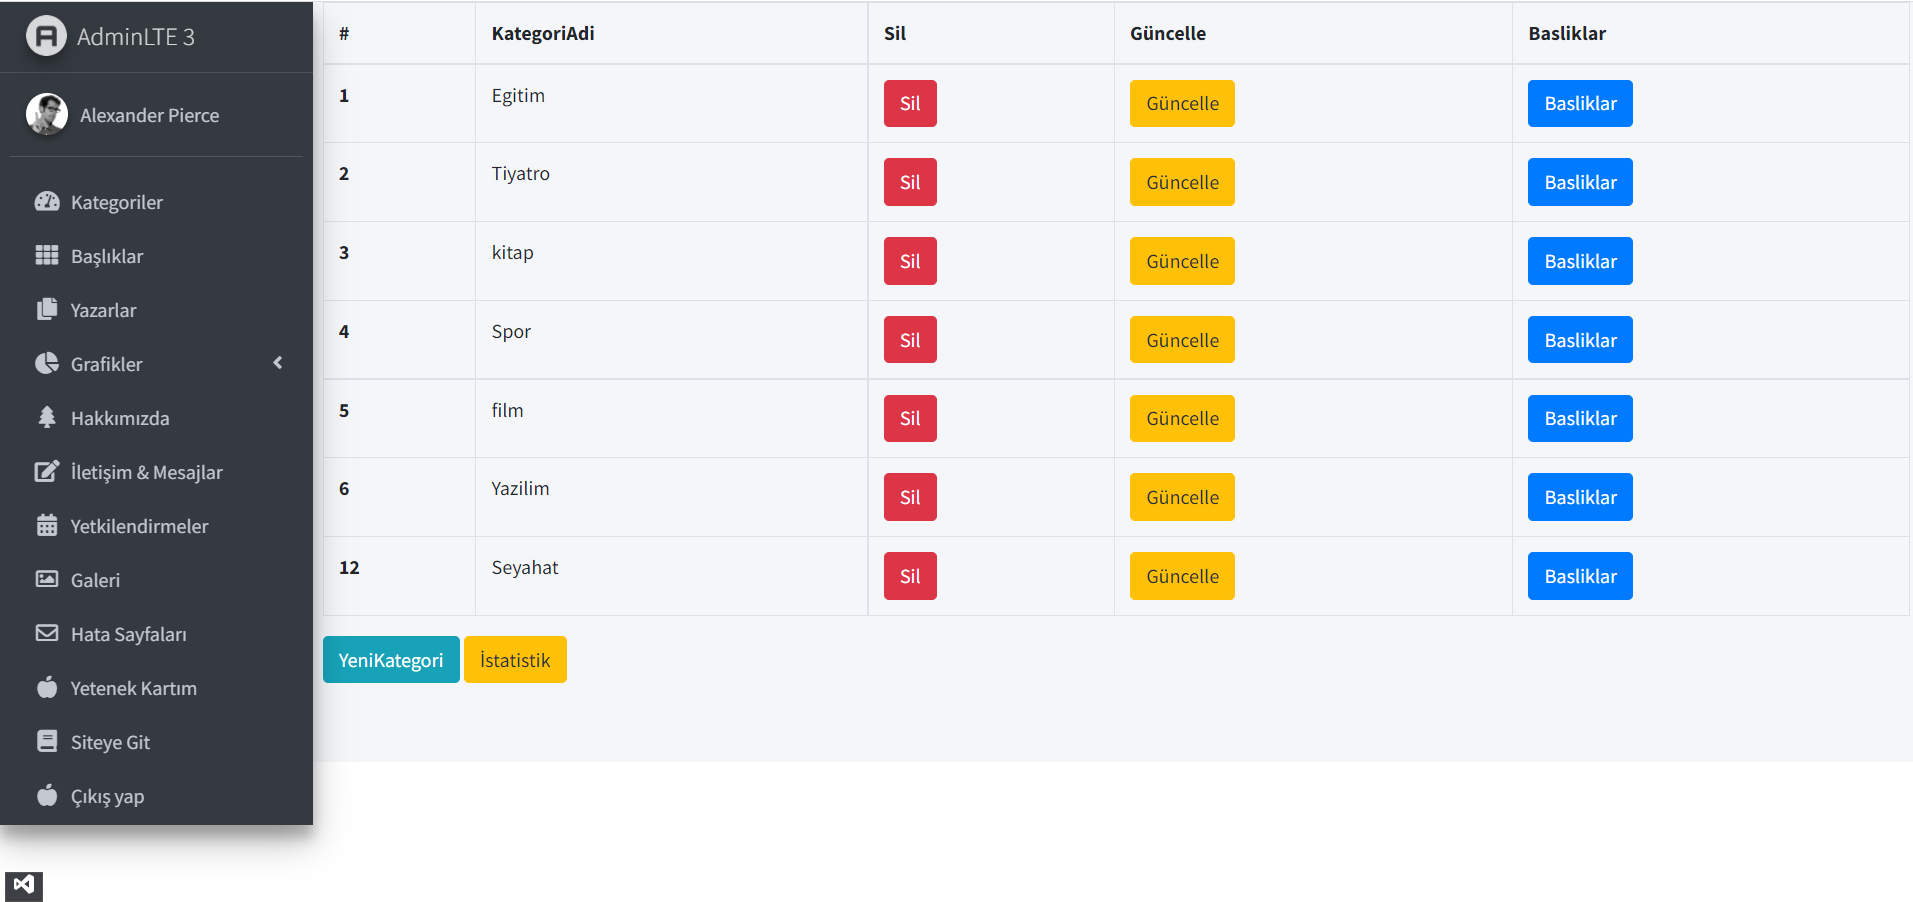 AdminLTE 3
Alexander Pierce
Kategoriler
Başlıklar
Yazarlar
Grafikler
Hakkımızda
İletişim & Mesajlar
Yetkilendirmeler
Galeri
Hata Sayfaları
Yetenek Kartım
Siteye Git
Çıkış yap
# KategoriAdi Sil Güncelle Basliklar
1 Egitim Sil Güncelle Basliklar
2 Tiyatro Sil Güncelle Basliklar
3 kitap Sil Güncelle Basliklar
4 Spor Sil Güncelle Basliklar
5 film Sil Güncelle Basliklar
6 Yazilim Sil Güncelle Basliklar
12 Seyahat Sil Güncelle Basliklar
YeniKategori İstatistik